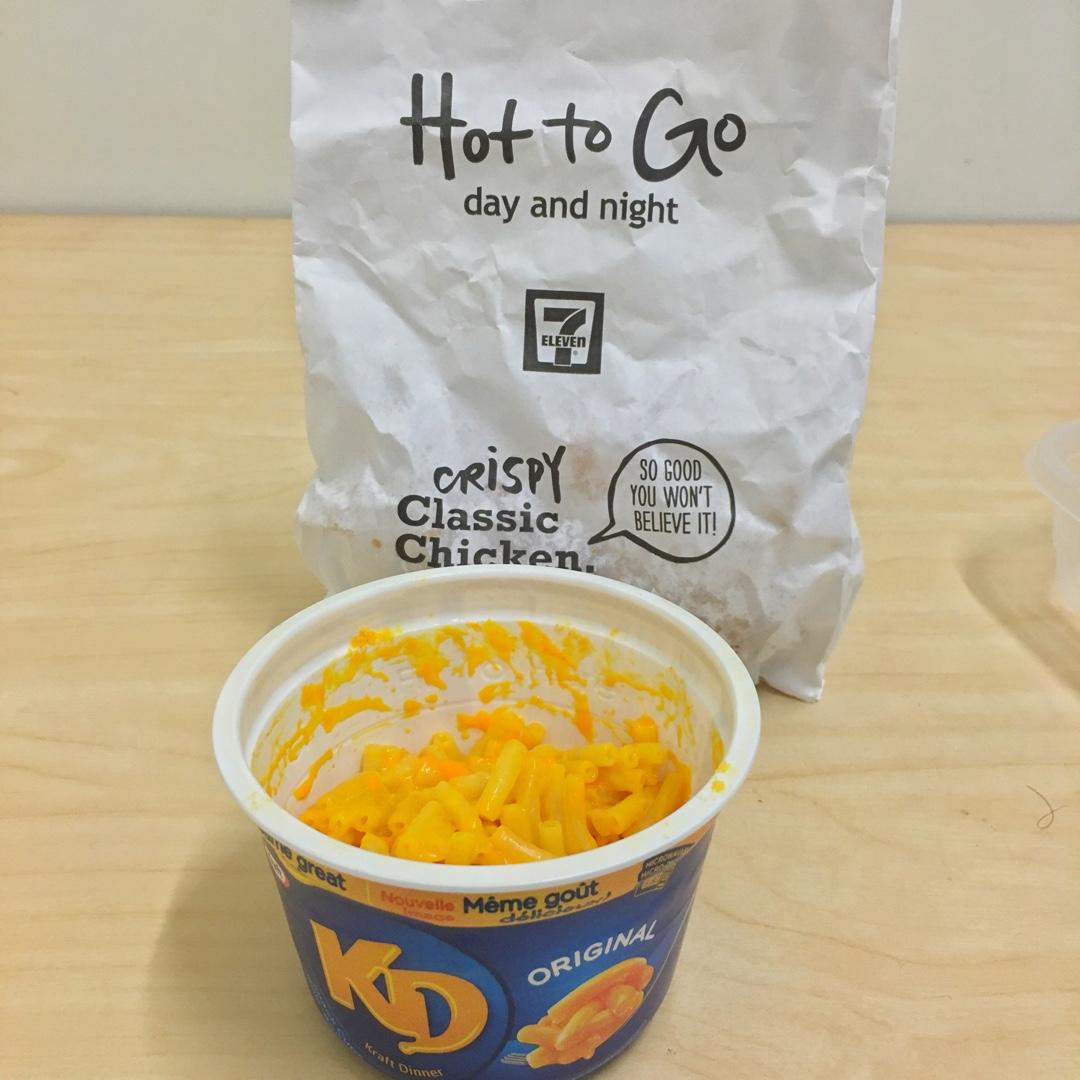 Hot to Go
day and night
7
ELEVEn
CRISPY
Classic
Chicken.
SO GOOD
YOU WON'T
BELIEVE IT!
great
Nouvelle
image
Même goût
délicieux!
KD
ORIGINAL
Kraft Dinner